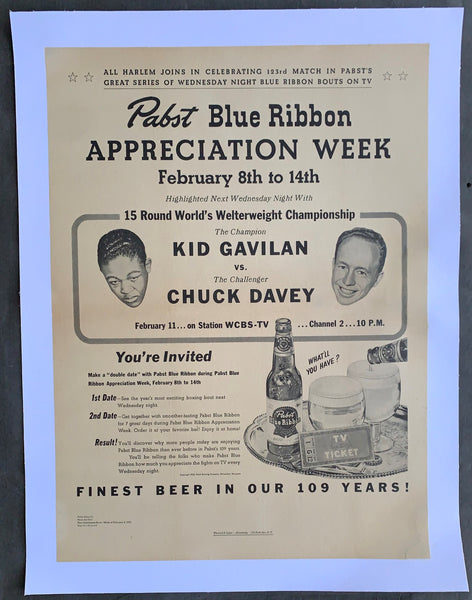 ALL HARLEM JOINS IN CELEBRATING 123rd MATCH IN PABST'S
GREAT SERIES OF WEDNESDAY NIGHT BLUE RIBBON BOUTS ON TV
Pabst Blue Ribbon
APPRECIATION WEEK
February 8th to 14th
Highlighted Next Wednesday Night With
15 Round World's Welterweight Championship
The Champion
KID GAVILAN
vs.
The Challenger
CHUCK DAVEY
February 11...on Station WCBS-TV ...Channel 2...10 P.M.
You're Invited
Make a "double date" with Pabst Blue Ribbon during Pabst Blue
Ribbon Appreciation Week, February 8th to 14th
1st Date—See the year's most exciting boxing bout next
Wednesday night.
2nd Date—Get together with smoother-tasting Pabst Blue Ribbon
for 7 great days during Pabst Blue Ribbon Appreciation
Week. Order it at your favorite bar! Enjoy it at home!
Result! You'll discover why more people today are enjoying
Pabst Blue Ribbon than ever before in Pabst's 109 years.
You'll be telling the folks who make Pabst Blue
Ribbon how much you appreciate the fights on TV every
Wednesday night.
WHAT'LL
YOU HAVE?
Pabst
Blue Ribbon
TV
TICKET
FINEST BEER IN OUR 109 YEARS!